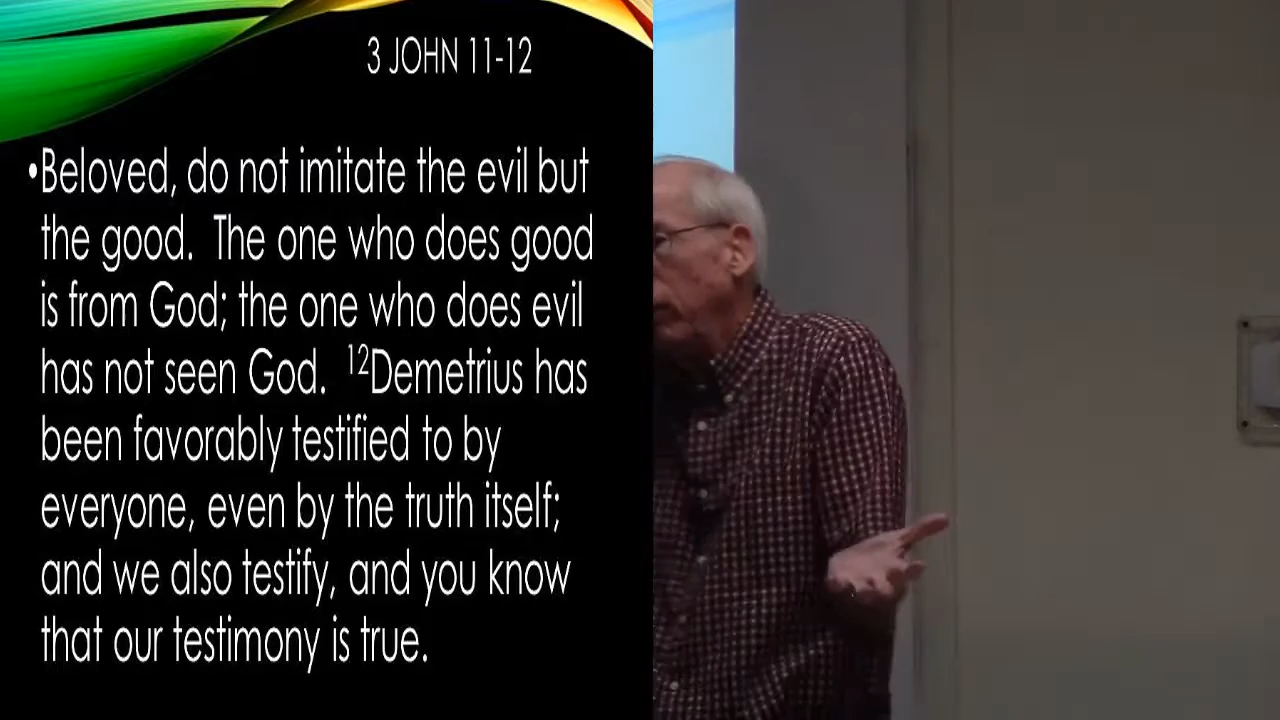 3 JOHN 11-12
•Beloved, do not imitate the evil but
the good.  The one who does good
is from God; the one who does evil
has not seen God.  ¹²Demetrius has
been favorably testified to by
everyone, even by the truth itself;
and we also testify, and you know
that our testimony is true.